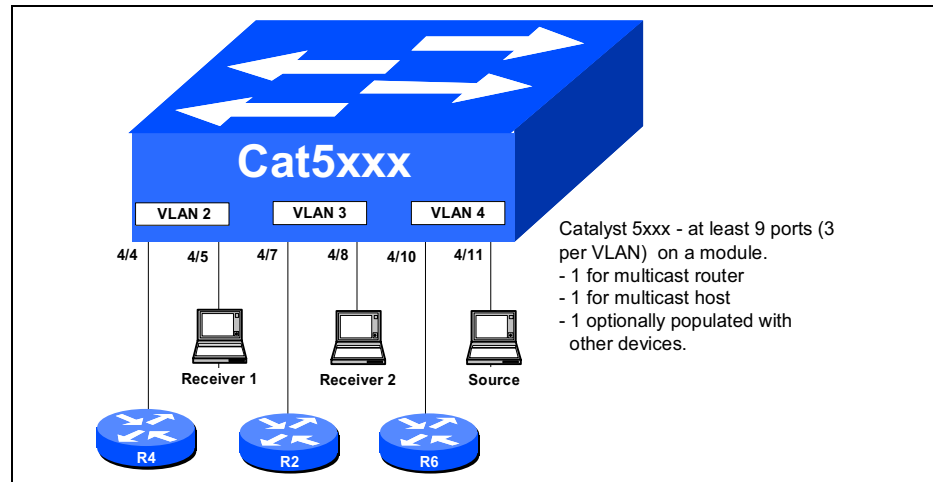 Cat5xxx
VLAN 2
VLAN 3
VLAN 4
4/4
4/5
4/7
4/8
4/10
4/11
Catalyst 5xxx - at least 9 ports (3
per VLAN)  on a module.
- 1 for multicast router
- 1 for multicast host
- 1 optionally populated with
other devices.
Receiver 1
Receiver 2
Source
R4
R2
R6